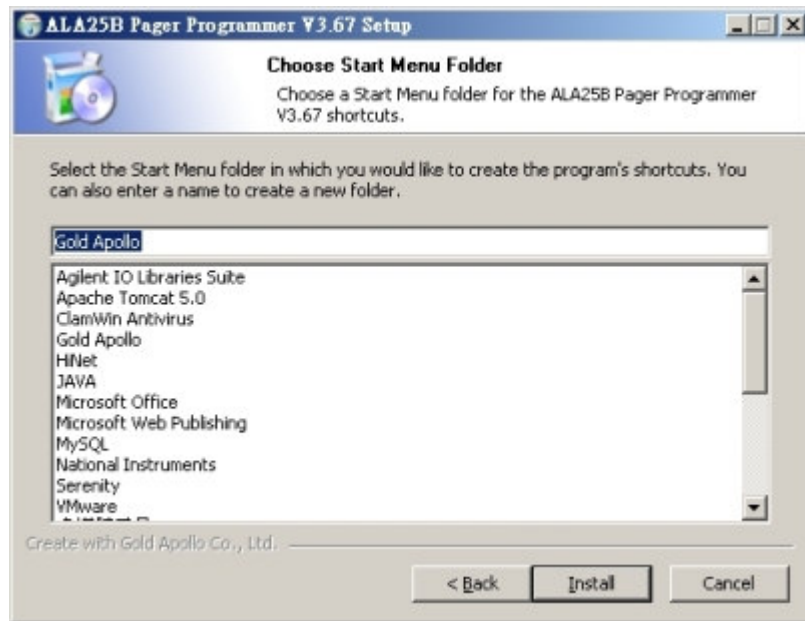 ALA25B Pager Programmer V3.67 Setup
Choose Start Menu Folder
Choose a Start Menu folder for the ALA25B Pager Programmer
V3.67 shortcuts.
Select the Start Menu folder in which you would like to create the program's shortcuts. You
can also enter a name to create a new folder.
Gold Apollo
Agilent IO Libraries Suite
Apache Tomcat 5.0
ClamWin Antivirus
Gold Apollo
HiNet
JAVA
Microsoft Office
Microsoft Web Publishing
MySQL
National Instruments
Serenity
VMware
Create with Gold Apollo Co., Ltd.
< Back Install Cancel